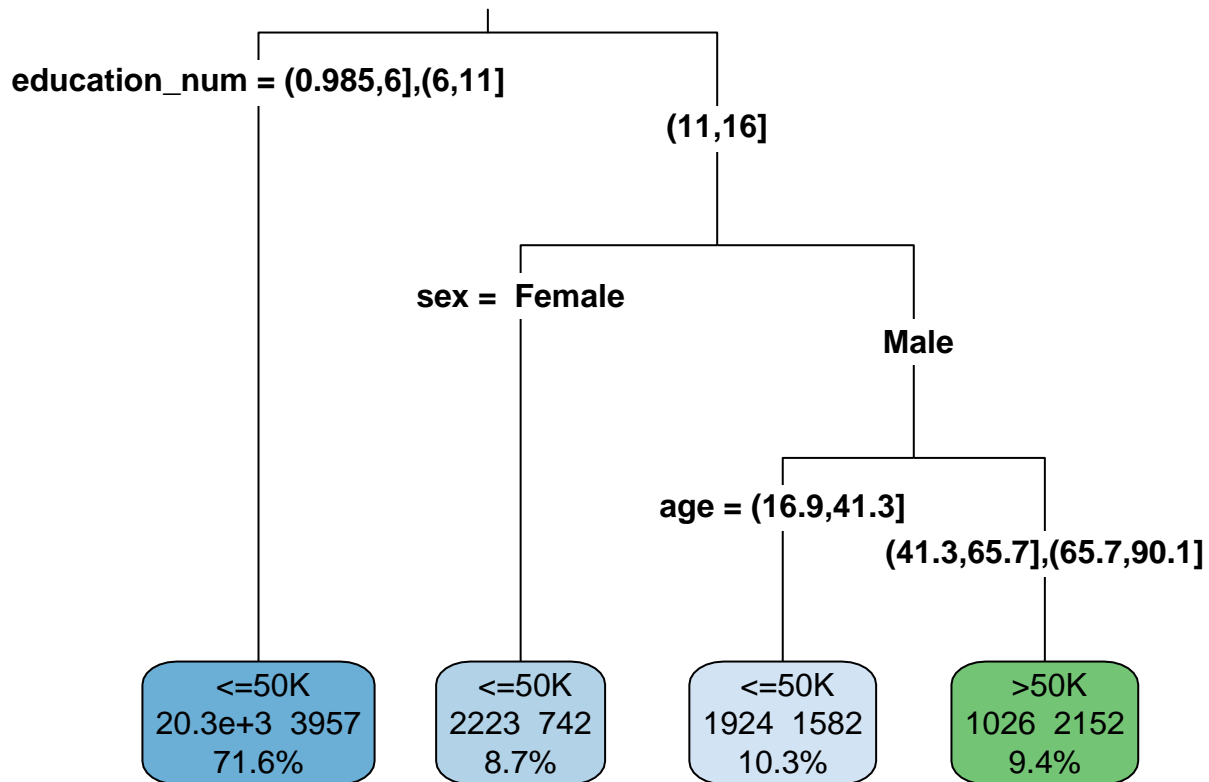 education_num = (0.985,6],(6,11]
(11,16]
sex =  Female
Male
age = (16.9,41.3]
(41.3,65.7],(65.7,90.1]
<=50K
20.3e+3  3957
71.6%
<=50K
2223  742
8.7%
<=50K
1924  1582
10.3%
>50K
1026  2152
9.4%